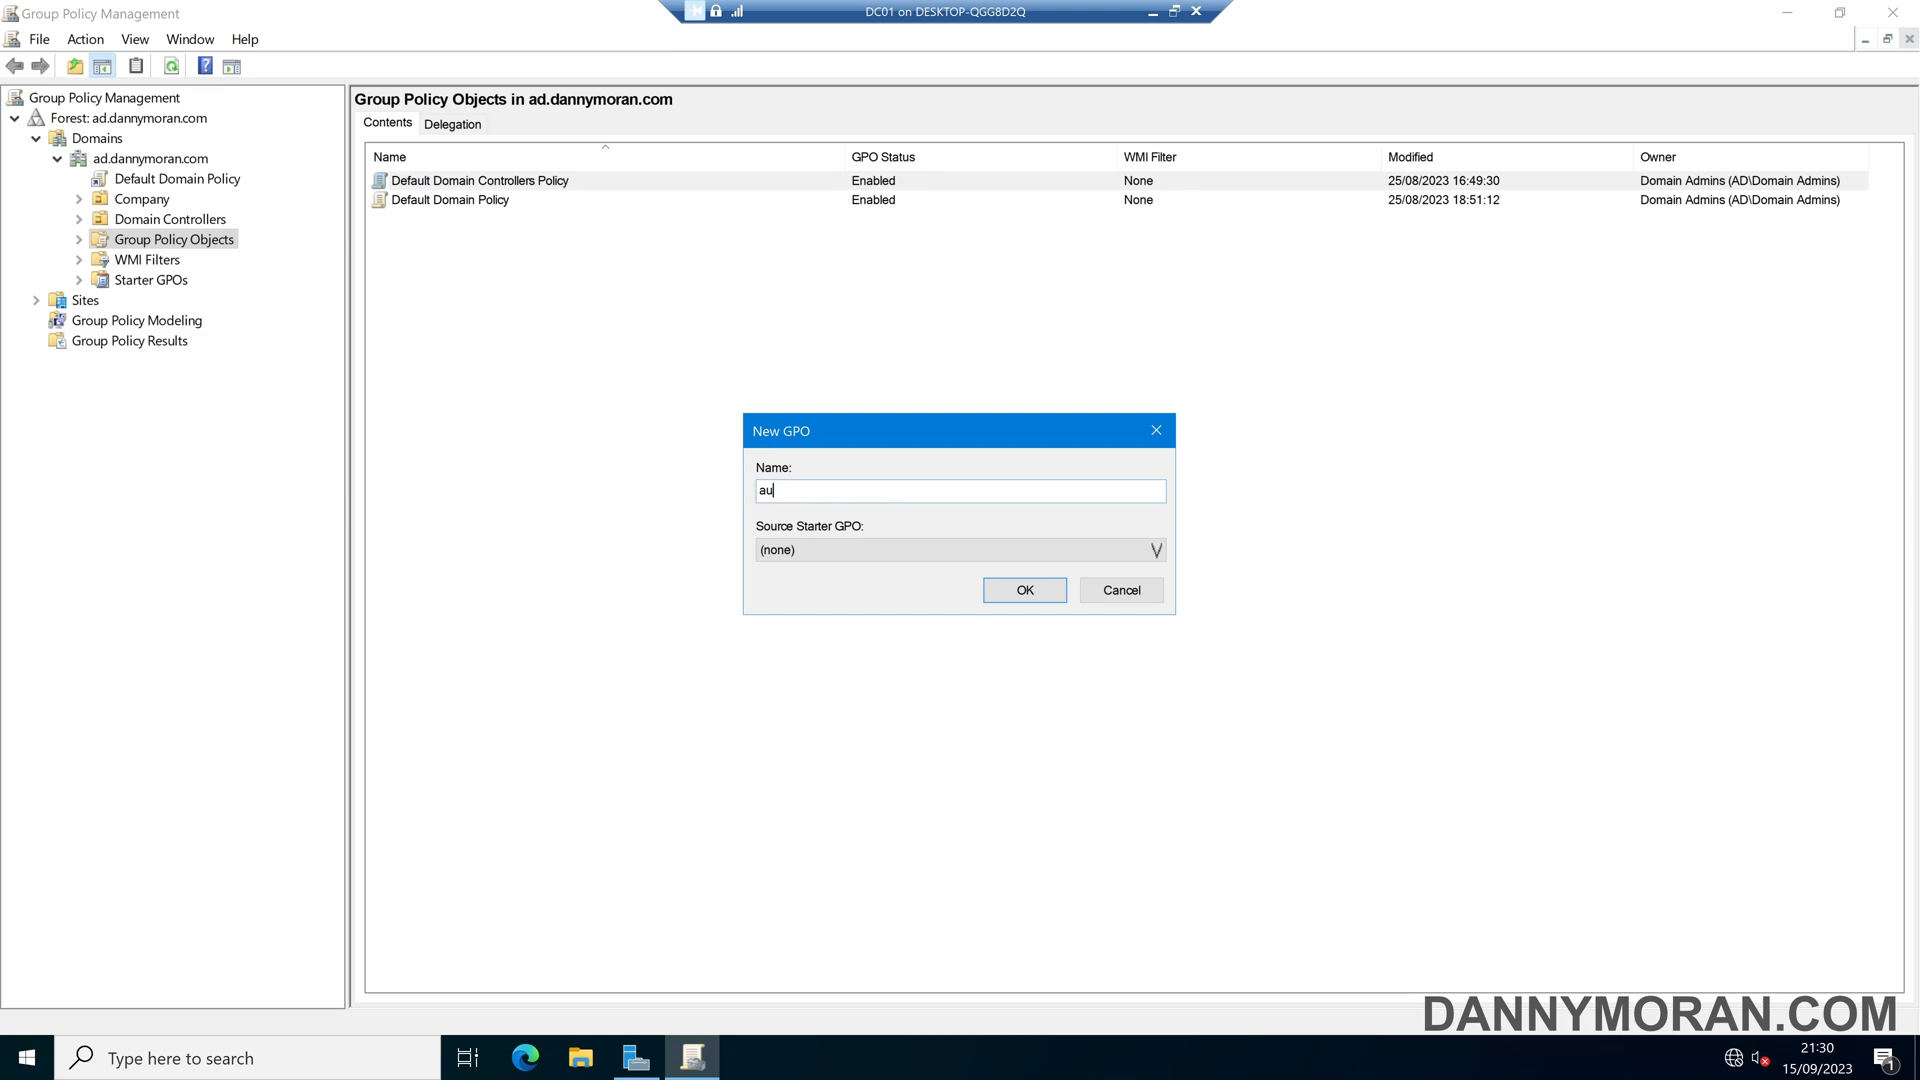 Group Policy Management
DC01 on DESKTOP-QGG8D2Q
File Action View Window Help
Group Policy Management
Forest: ad.dannymoran.com
Domains
ad.dannymoran.com
Default Domain Policy
Company
Domain Controllers
Group Policy Objects
WMI Filters
Starter GPOs
Sites
Group Policy Modeling
Group Policy Results
Group Policy Objects in ad.dannymoran.com
Contents Delegation
Name GPO Status WMI Filter Modified Owner
Default Domain Controllers Policy Enabled None 25/08/2023 16:49:30 Domain Admins (AD\Domain Admins)
Default Domain Policy Enabled None 25/08/2023 18:51:12 Domain Admins (AD\Domain Admins)
New GPO
Name:
au
Source Starter GPO:
(none)
OK Cancel
DANNYMORAN.COM
Type here to search
21:30
15/09/2023
1